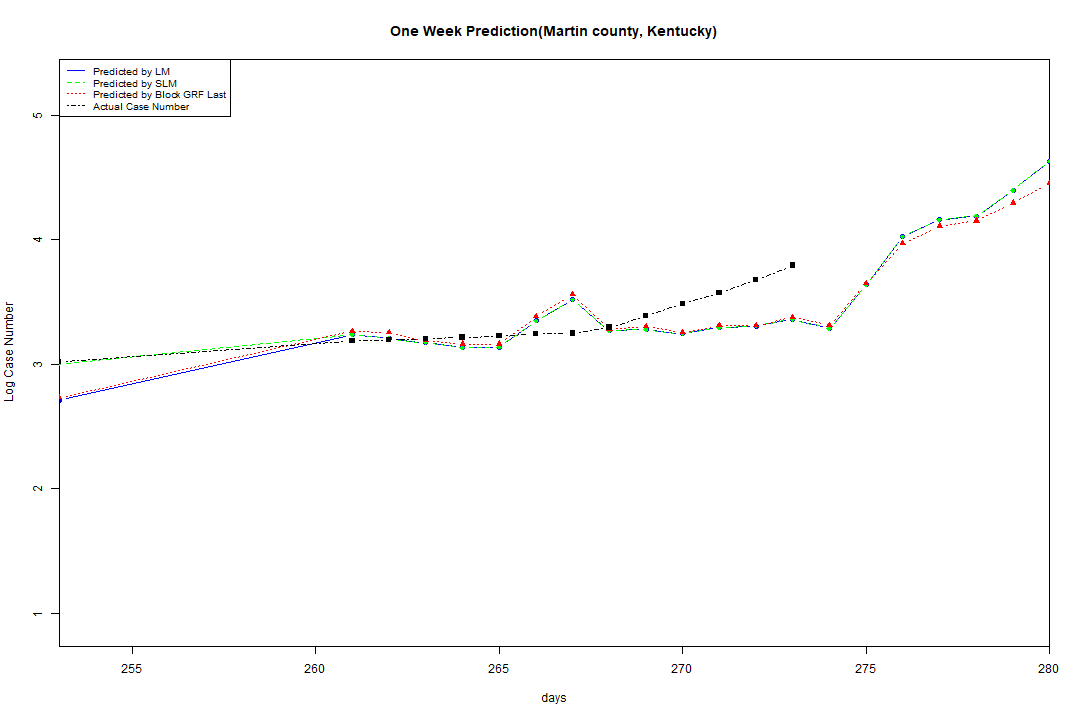 One Week Prediction(Martin county, Kentucky)
Predicted by LM
Predicted by SLM
Predicted by Block GRF Last
Actual Case Number
5
4
3
2
1
Log Case Number
255 260 265 270 275 280
days